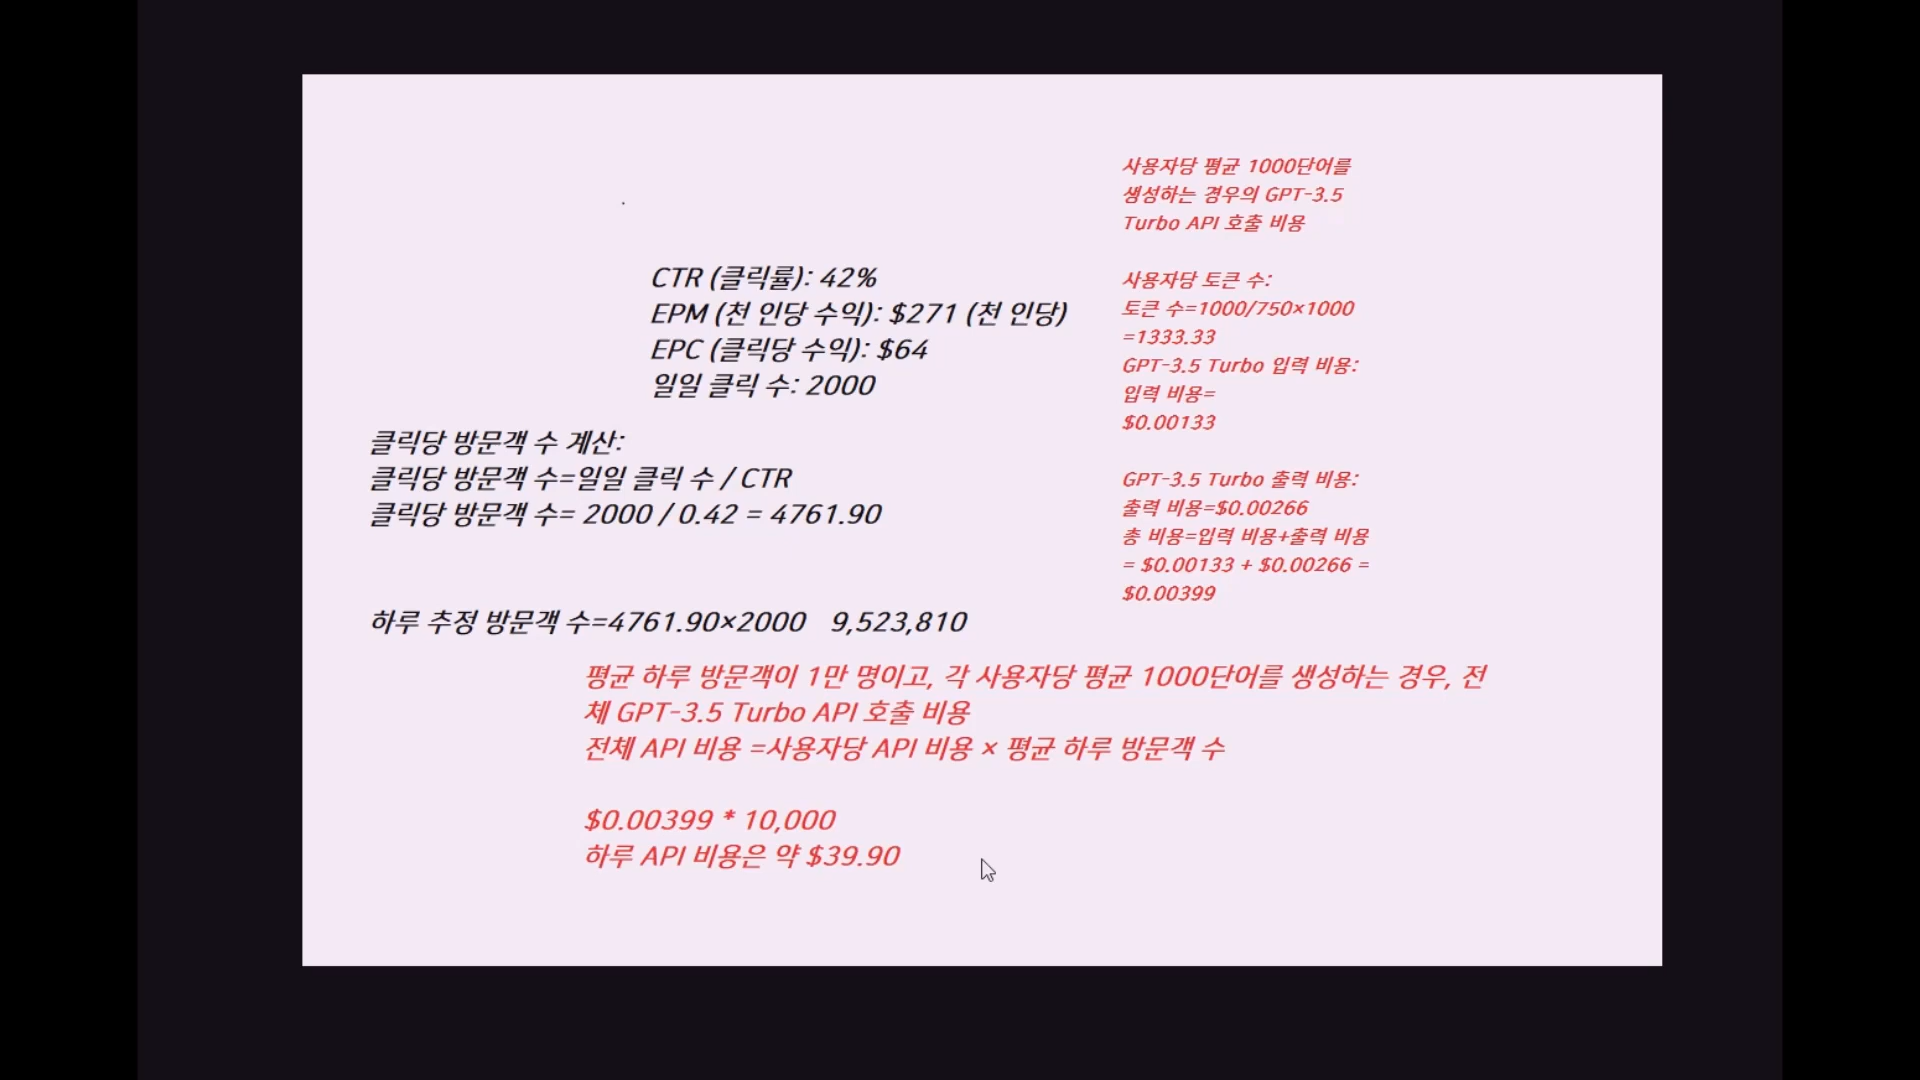 CTR (클릭률): 42%
EPM (천 인당 수익): $271 (천 인당)
EPC (클릭당 수익): $64
일일 클릭 수: 2000
클릭당 방문객 수 계산:
클릭당 방문객 수=일일 클릭 수 / CTR
클릭당 방문객 수= 2000 / 0.42 = 4761.90
하루 추정 방문객 수=4761.90×2000 9,523,810
사용자당 평균 1000단어를
생성하는 경우의 GPT-3.5
Turbo API 호출 비용
사용자당 토큰 수:
토큰 수=1000/750×1000
=1333.33
GPT-3.5 Turbo 입력 비용:
입력 비용=
$0.00133
GPT-3.5 Turbo 출력 비용:
출력 비용=$0.00266
총 비용=입력 비용+출력 비용
= $0.00133 + $0.00266 =
$0.00399
평균 하루 방문객이 1만 명이고, 각 사용자당 평균 1000단어를 생성하는 경우, 전
체 GPT-3.5 Turbo API 호출 비용
전체 API 비용 =사용자당 API 비용 × 평균 하루 방문객 수
$0.00399 * 10,000
하루 API 비용은 약 $39.90